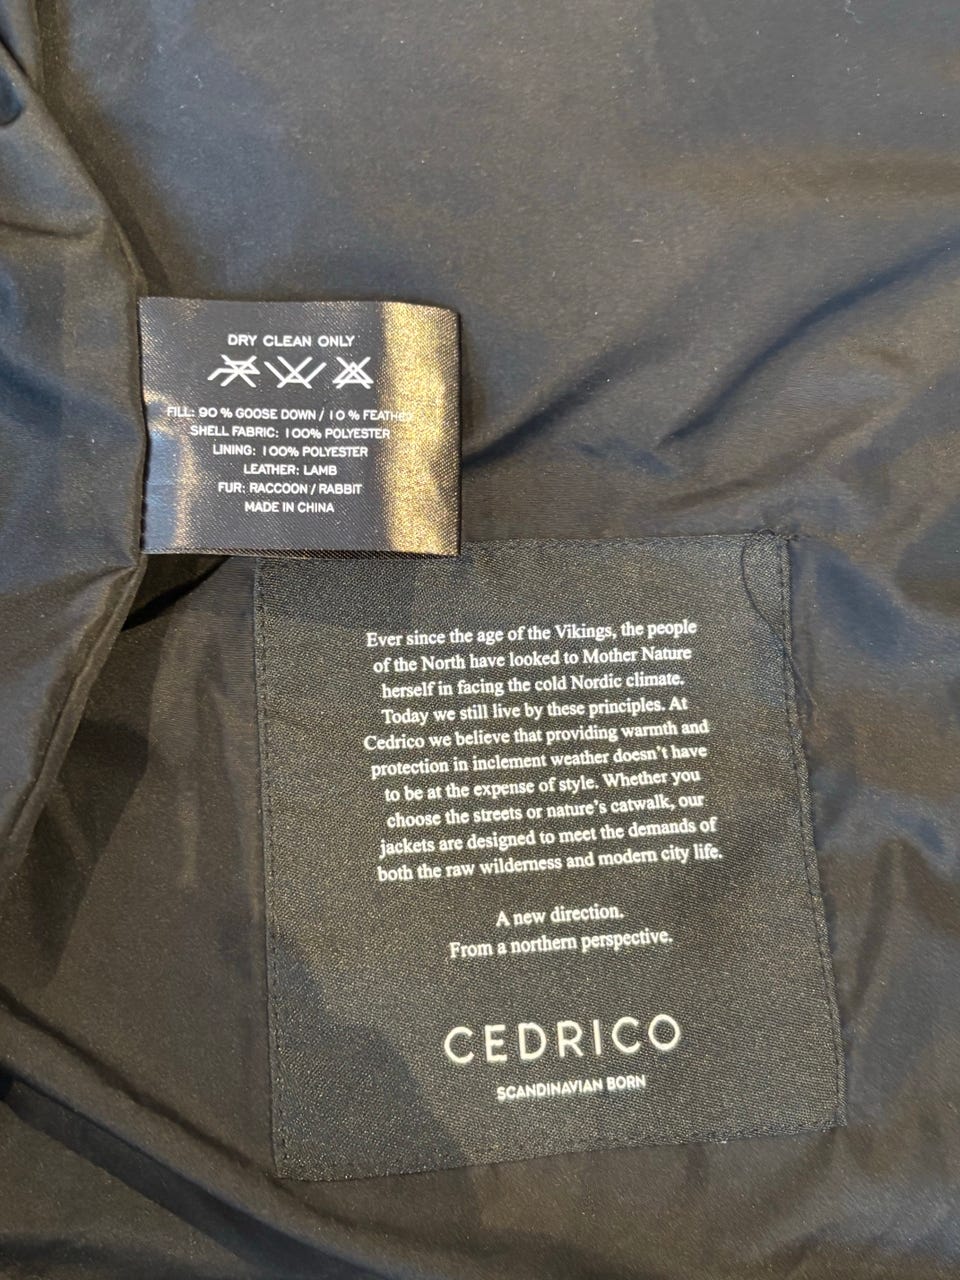 DRY CLEAN ONLY
FILL: 90 % GOOSE DOWN / 10 % FEATHER
SHELL FABRIC: 100% POLYESTER
LINING: 100% POLYESTER
LEATHER: LAMB
FUR: RACCOON / RABBIT
MADE IN CHINA
Ever since the age of the Vikings, the people
of the North have looked to Mother Nature
herself in facing the cold Nordic climate.
Today we still live by these principles. At
Cedrico we believe that providing warmth and
protection in inclement weather doesn't have
to be at the expense of style. Whether you
choose the streets or nature's catwalk, our
jackets are designed to meet the demands of
both the raw wilderness and modern city life.
A new direction.
From a northern perspective.
CEDRICO
SCANDINAVIAN BORN